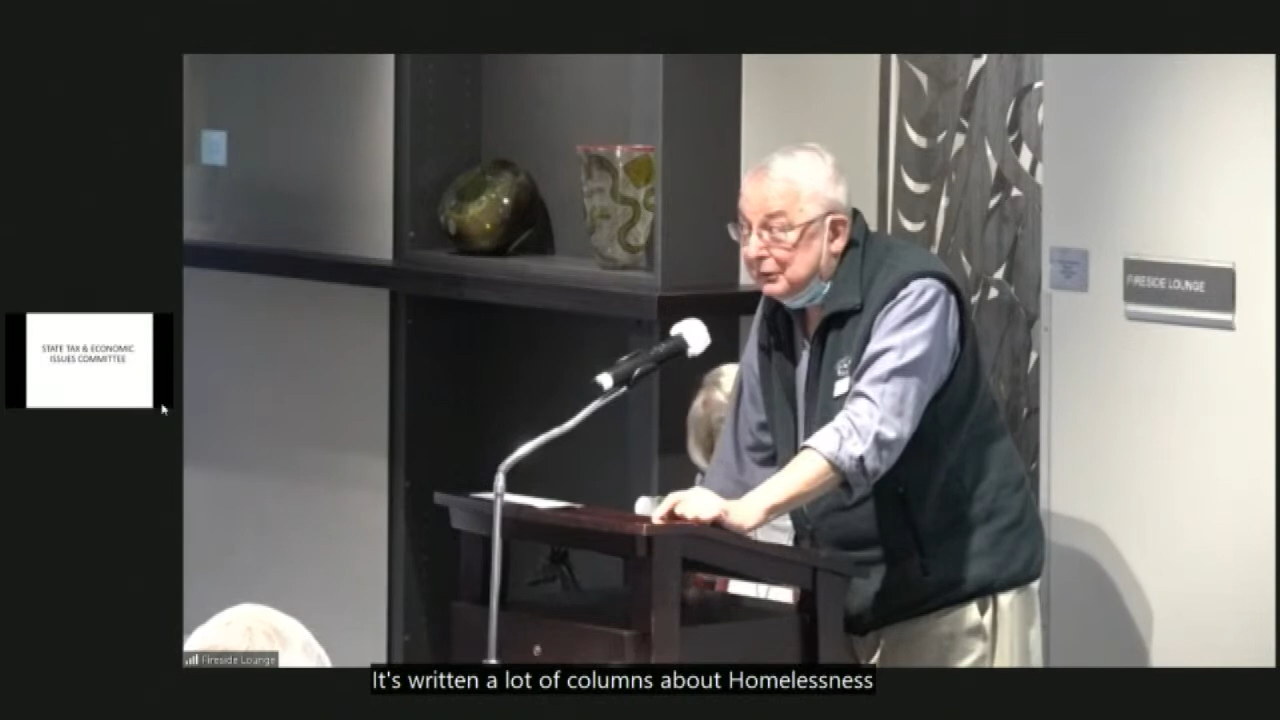 STATE TAX & ECONOMIC
ISSUES COMMITTEE
FIRESIDE LOUNGE
Fireside Lounge
It's written a lot of columns about Homelessness